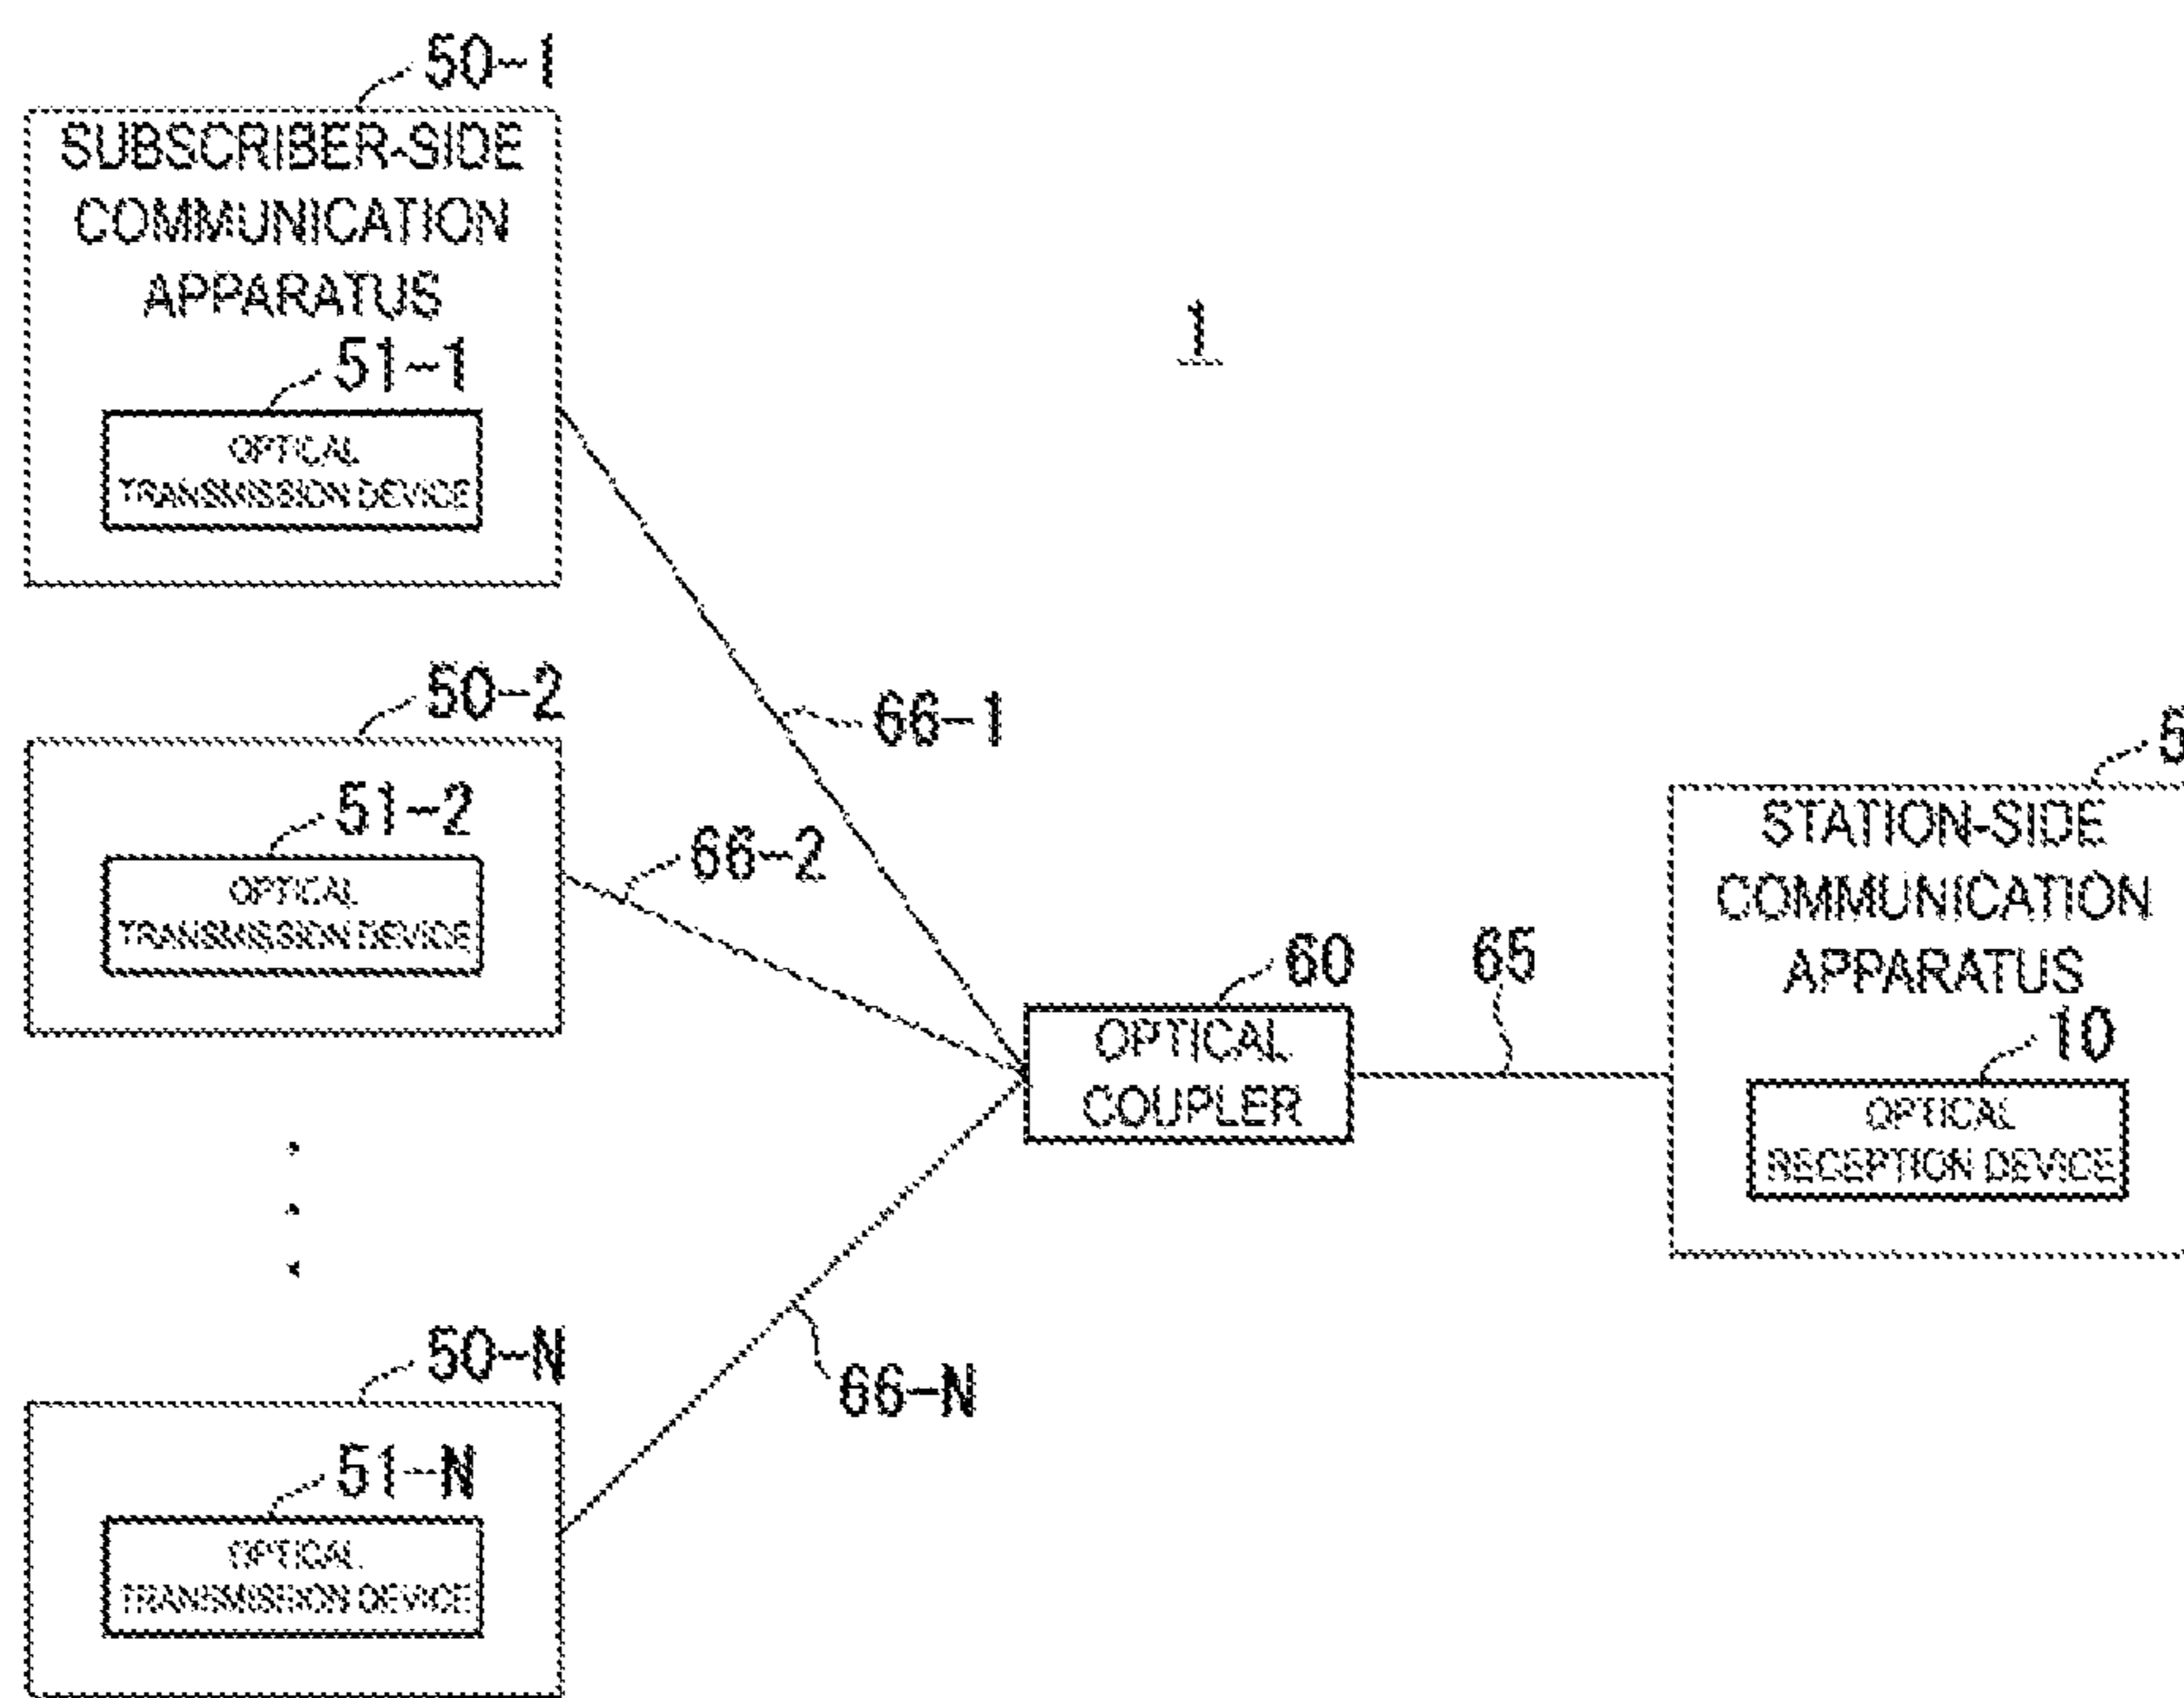 50-1
SUBSCRIBER-SIDE
COMMUNICATION
APPARATUS
51-1
OPTICAL
TRANSMISSION DEVICE
1
50-2
51-2
OPTICAL
TRANSMISSION DEVICE
66-1
66-2
60
OPTICAL
COUPLER
65
5
STATION-SIDE
COMMUNICATION
APPARATUS
10
OPTICAL
RECEPTION DEVICE
50-N
51-N
OPTICAL
TRANSMISSION DEVICE
66-N